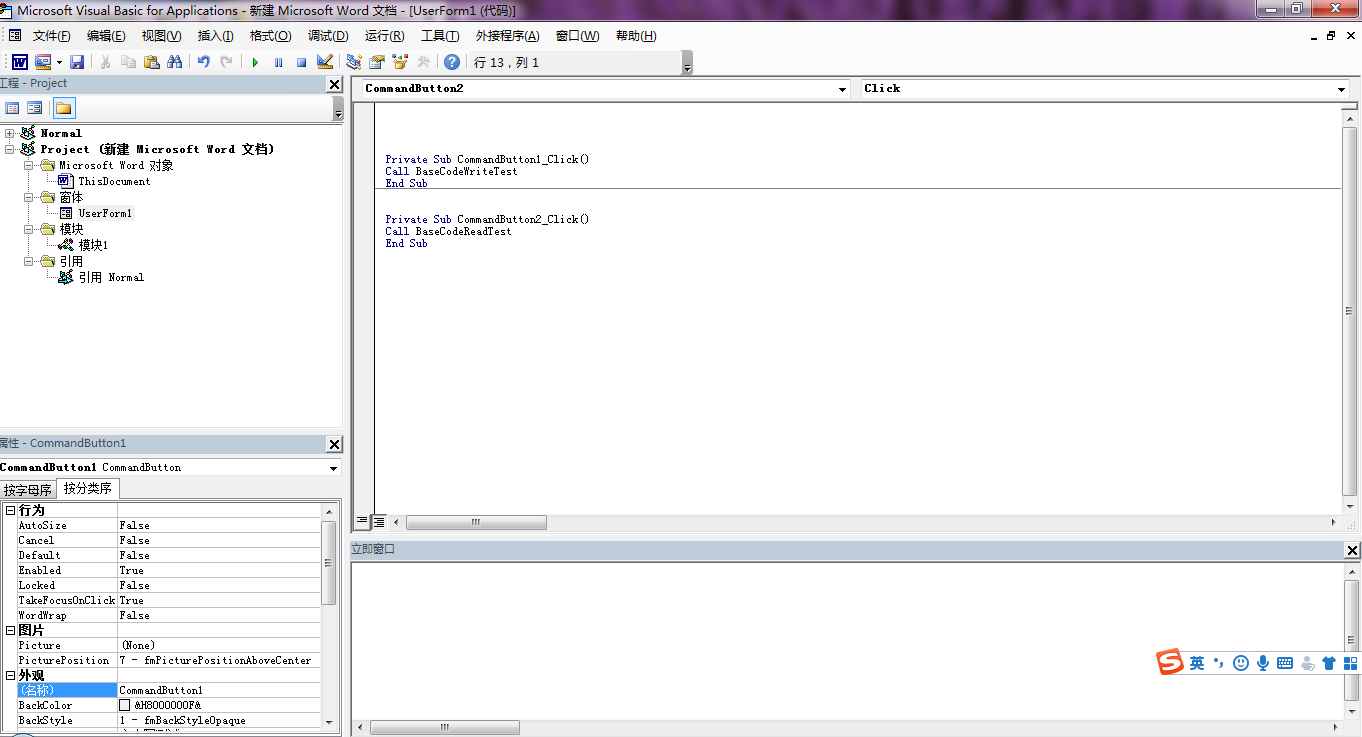 Microsoft Visual Basic for Applications - 新建 Microsoft Word 文档 - [UserForm1 (代码)]
文件(F) 编辑(E) 视图(V) 插入(I) 格式(O) 调试(D) 运行(R) 工具(T) 外接程序(A) 窗口(W) 帮助(H)
行 13，列 1
工程 - Project
CommandButton2 Click
Normal
Project (新建 Microsoft Word 文档)
Microsoft Word 对象
ThisDocument
窗体
UserForm1
模块
模块1
引用
引用 Normal
Private Sub CommandButton1_Click()
Call BaseCodeWriteTest
End Sub
Private Sub CommandButton2_Click()
Call BaseCodeReadTest
End Sub
属性 - CommandButton1
CommandButton1 CommandButton
按字母序 按分类序
行为
AutoSize False
Cancel False
Default False
Enabled True
Locked False
TakeFocusOnClick True
WordWrap False
图片
Picture (None)
PicturePosition 7 - fmPicturePositionAboveCenter
外观
(名称) CommandButton1
BackColor &H8000000F&
BackStyle 1 - fmBackStyleOpaque
立即窗口
英